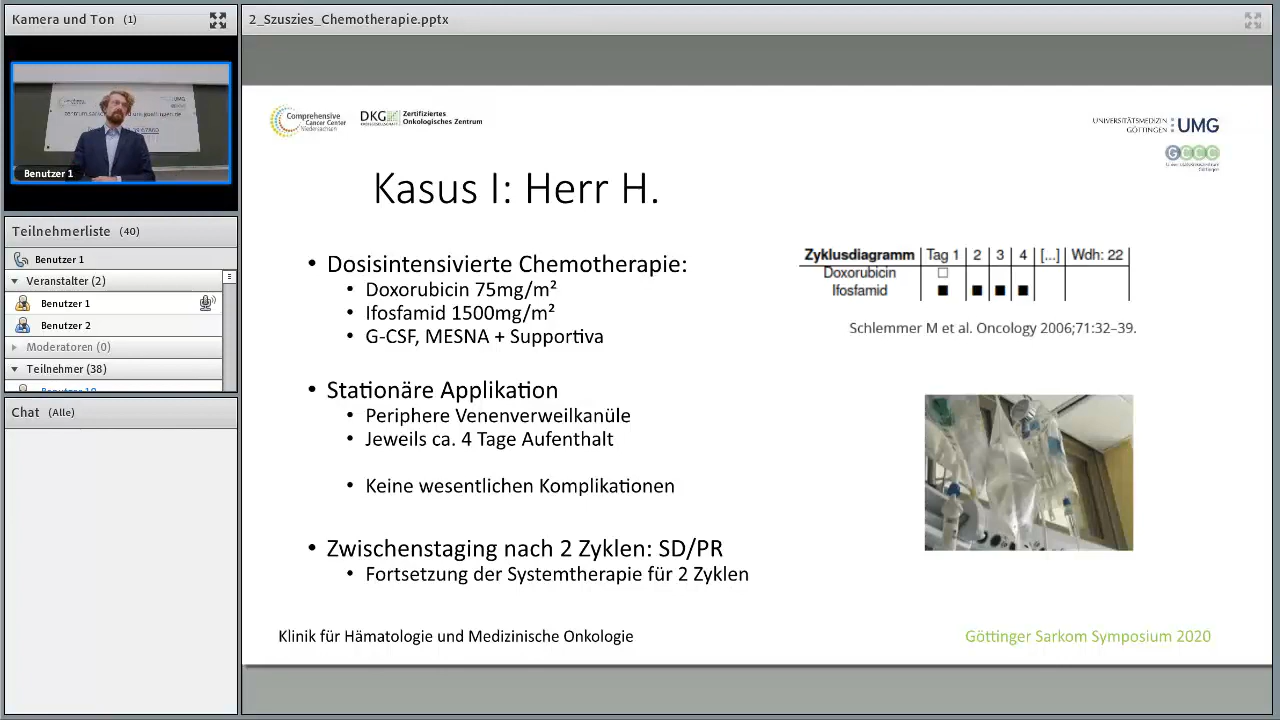 Kamera und Ton (1)
Benutzer 1
Teilnehmerliste (40)
Benutzer 1
Veranstalter (2)
Benutzer 1
Benutzer 2
Moderatoren (0)
Teilnehmer (38)
Chat (Alle)
2_Szuszies_Chemotherapie.pptx
Comprehensive
Cancer Center
Niedersachsen
DKG
Zertifiziertes
Onkologisches Zentrum
UNIVERSITÄTSMEDIZIN
GÖTTINGEN
UMG
GCCC
Kasus I: Herr H.
• Dosisintensivierte Chemotherapie:
• Doxorubicin 75mg/m²
• Ifosfamid 1500mg/m²
• G-CSF, MESNA + Supportiva
• Stationäre Applikation
• Periphere Venenverweilkanüle
• Jeweils ca. 4 Tage Aufenthalt
• Keine wesentlichen Komplikationen
• Zwischenstaging nach 2 Zyklen: SD/PR
• Fortsetzung der Systemtherapie für 2 Zyklen
Zyklusdiagramm Tag 1 2 3 4 [...] Wdh: 22
Doxorubicin □
Ifosfamid ■ ■ ■ ■
Schlemmer M et al. Oncology 2006;71:32–39.
Klinik für Hämatologie und Medizinische Onkologie
Göttinger Sarkom Symposium 2020